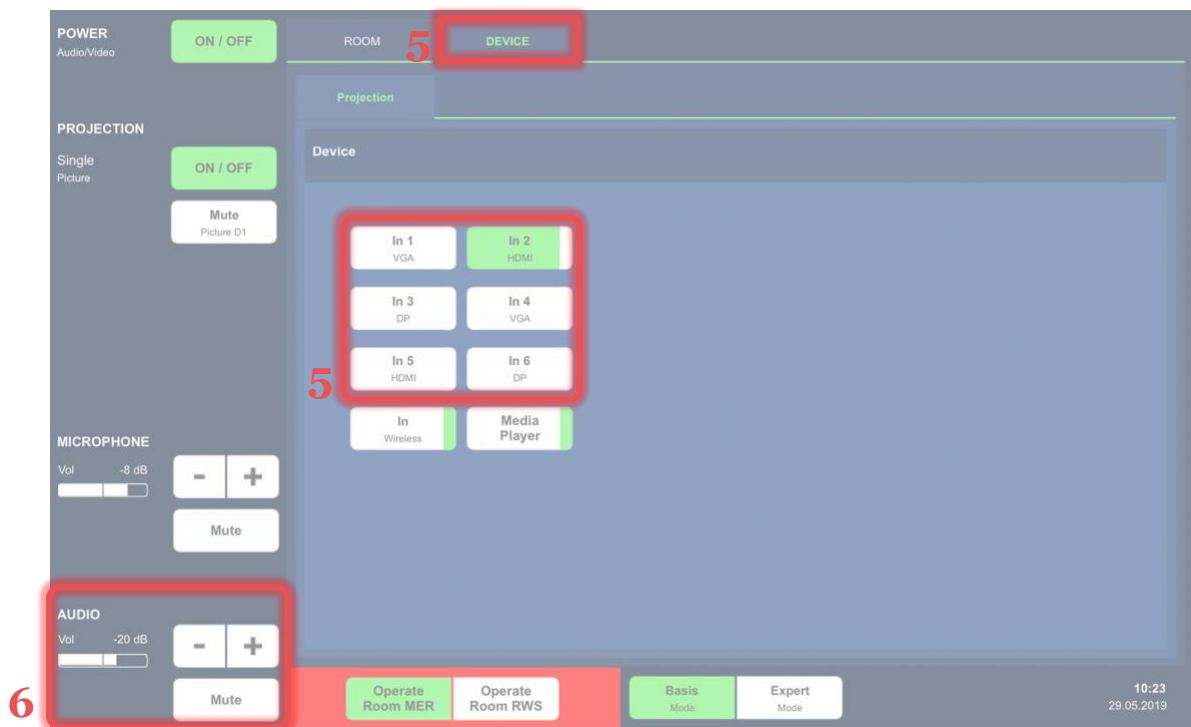 POWER
Audio/Video
ON / OFF
ROOM
5
DEVICE
Projection
PROJECTION
Single
Picture
ON / OFF
Mute
Picture D1
Device
In 1
VGA
In 2
HDMI
In 3
DP
In 4
VGA
In 5
HDMI
In 6
DP
5
In
Wireless
Media
Player
MICROPHONE
Vol -8 dB
- +
Mute
AUDIO
Vol -20 dB
- +
Mute
6
Operate
Room MER
Operate
Room RWS
Basis
Mode
Expert
Mode
10:23
29.05.2019